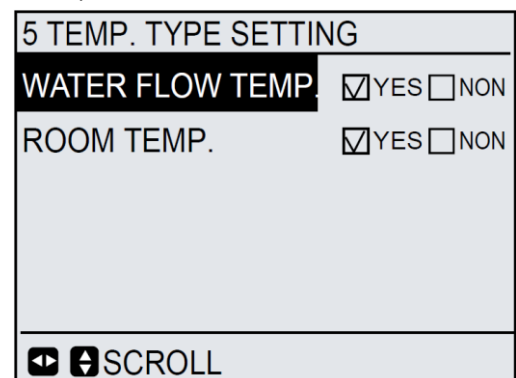 5 TEMP. TYPE SETTING
WATER FLOW TEMP. YES NON
ROOM TEMP. YES NON
SCROLL